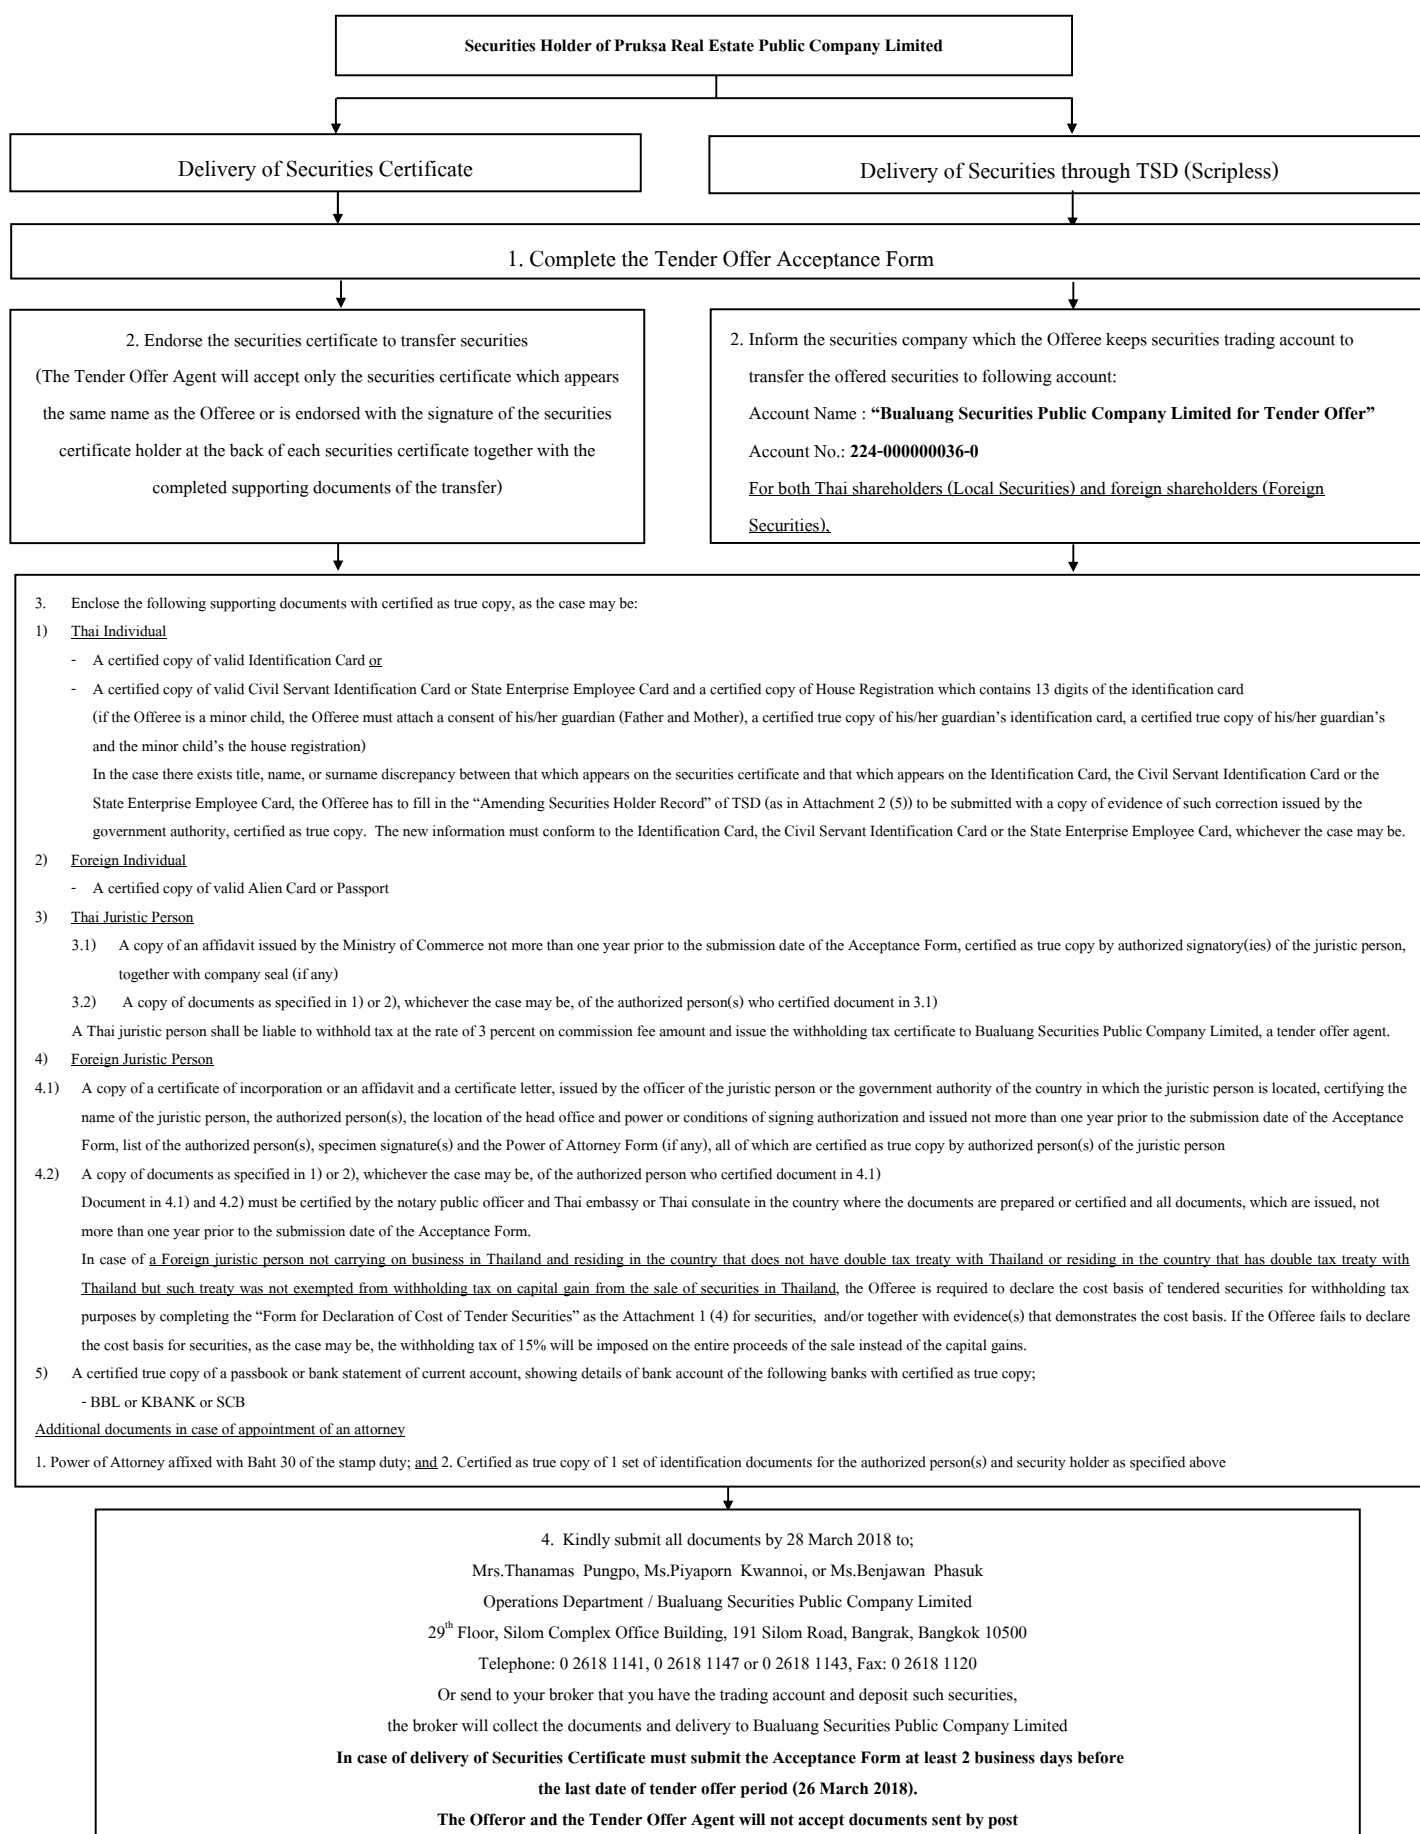 Securities Holder of Pruksa Real Estate Public Company Limited
Delivery of Securities Certificate
Delivery of Securities through TSD (Scripless)
1. Complete the Tender Offer Acceptance Form
2. Endorse the securities certificate to transfer securities
(The Tender Offer Agent will accept only the securities certificate which appears
the same name as the Offeree or is endorsed with the signature of the securities
certificate holder at the back of each securities certificate together with the
completed supporting documents of the transfer)
2. Inform the securities company which the Offeree keeps securities trading account to
transfer the offered securities to following account:
Account Name : “Bualuang Securities Public Company Limited for Tender Offer”
Account No.: 224-000000036-0
For both Thai shareholders (Local Securities) and foreign shareholders (Foreign
Securities).
3. Enclose the following supporting documents with certified as true copy, as the case may be:
1) Thai Individual
- A certified copy of valid Identification Card or
- A certified copy of valid Civil Servant Identification Card or State Enterprise Employee Card and a certified copy of House Registration which contains 13 digits of the identification card
(if the Offeree is a minor child, the Offeree must attach a consent of his/her guardian (Father and Mother), a certified true copy of his/her guardian’s identification card, a certified true copy of his/her guardian’s
and the minor child’s the house registration)
In the case there exists title, name, or surname discrepancy between that which appears on the securities certificate and that which appears on the Identification Card, the Civil Servant Identification Card or the
State Enterprise Employee Card, the Offeree has to fill in the “Amending Securities Holder Record” of TSD (as in Attachment 2 (5)) to be submitted with a copy of evidence of such correction issued by the
government authority, certified as true copy. The new information must conform to the Identification Card, the Civil Servant Identification Card or the State Enterprise Employee Card, whichever the case may be.
2) Foreign Individual
- A certified copy of valid Alien Card or Passport
3) Thai Juristic Person
3.1) A copy of an affidavit issued by the Ministry of Commerce not more than one year prior to the submission date of the Acceptance Form, certified as true copy by authorized signatory(ies) of the juristic person,
together with company seal (if any)
3.2) A copy of documents as specified in 1) or 2), whichever the case may be, of the authorized person(s) who certified document in 3.1)
A Thai juristic person shall be liable to withhold tax at the rate of 3 percent on commission fee amount and issue the withholding tax certificate to Bualuang Securities Public Company Limited, a tender offer agent.
4) Foreign Juristic Person
4.1) A copy of a certificate of incorporation or an affidavit and a certificate letter, issued by the officer of the juristic person or the government authority of the country in which the juristic person is located, certifying the
name of the juristic person, the authorized person(s), the location of the head office and power or conditions of signing authorization and issued not more than one year prior to the submission date of the Acceptance
Form, list of the authorized person(s), specimen signature(s) and the Power of Attorney Form (if any), all of which are certified as true copy by authorized person(s) of the juristic person
4.2) A copy of documents as specified in 1) or 2), whichever the case may be, of the authorized person who certified document in 4.1)
Document in 4.1) and 4.2) must be certified by the notary public officer and Thai embassy or Thai consulate in the country where the documents are prepared or certified and all documents, which are issued, not
more than one year prior to the submission date of the Acceptance Form.
In case of a Foreign juristic person not carrying on business in Thailand and residing in the country that does not have double tax treaty with Thailand or residing in the country that has double tax treaty with
Thailand but such treaty was not exempted from withholding tax on capital gain from the sale of securities in Thailand, the Offeree is required to declare the cost basis of tendered securities for withholding tax
purposes by completing the “Form for Declaration of Cost of Tender Securities” as the Attachment 1 (4) for securities, and/or together with evidence(s) that demonstrates the cost basis. If the Offeree fails to declare
the cost basis for securities, as the case may be, the withholding tax of 15% will be imposed on the entire proceeds of the sale instead of the capital gains.
5) A certified true copy of a passbook or bank statement of current account, showing details of bank account of the following banks with certified as true copy;
- BBL or KBANK or SCB
Additional documents in case of appointment of an attorney
1. Power of Attorney affixed with Baht 30 of the stamp duty; and 2. Certified as true copy of 1 set of identification documents for the authorized person(s) and security holder as specified above
4. Kindly submit all documents by 28 March 2018 to;
Mrs.Thanamas Pungpo, Ms.Piyaporn Kwannoi, or Ms.Benjawan Phasuk
Operations Department / Bualuang Securities Public Company Limited
29th Floor, Silom Complex Office Building, 191 Silom Road, Bangrak, Bangkok 10500
Telephone: 0 2618 1141, 0 2618 1147 or 0 2618 1143, Fax: 0 2618 1120
Or send to your broker that you have the trading account and deposit such securities,
the broker will collect the documents and delivery to Bualuang Securities Public Company Limited
In case of delivery of Securities Certificate must submit the Acceptance Form at least 2 business days before
the last date of tender offer period (26 March 2018).
The Offeror and the Tender Offer Agent will not accept documents sent by post